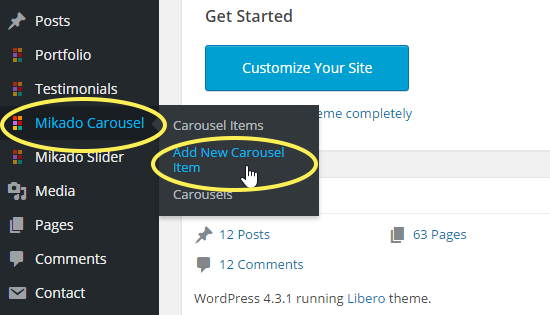 Posts
Portfolio
Testimonials
Mikado Carousel
Mikado Slider
Media
Pages
Comments
Contact
Carousel Items
Add New Carousel
Item
Carousels
Get Started
Customize Your Site
eme completely
12 Posts
63 Pages
12 Comments
WordPress 4.3.1 running Libero theme.